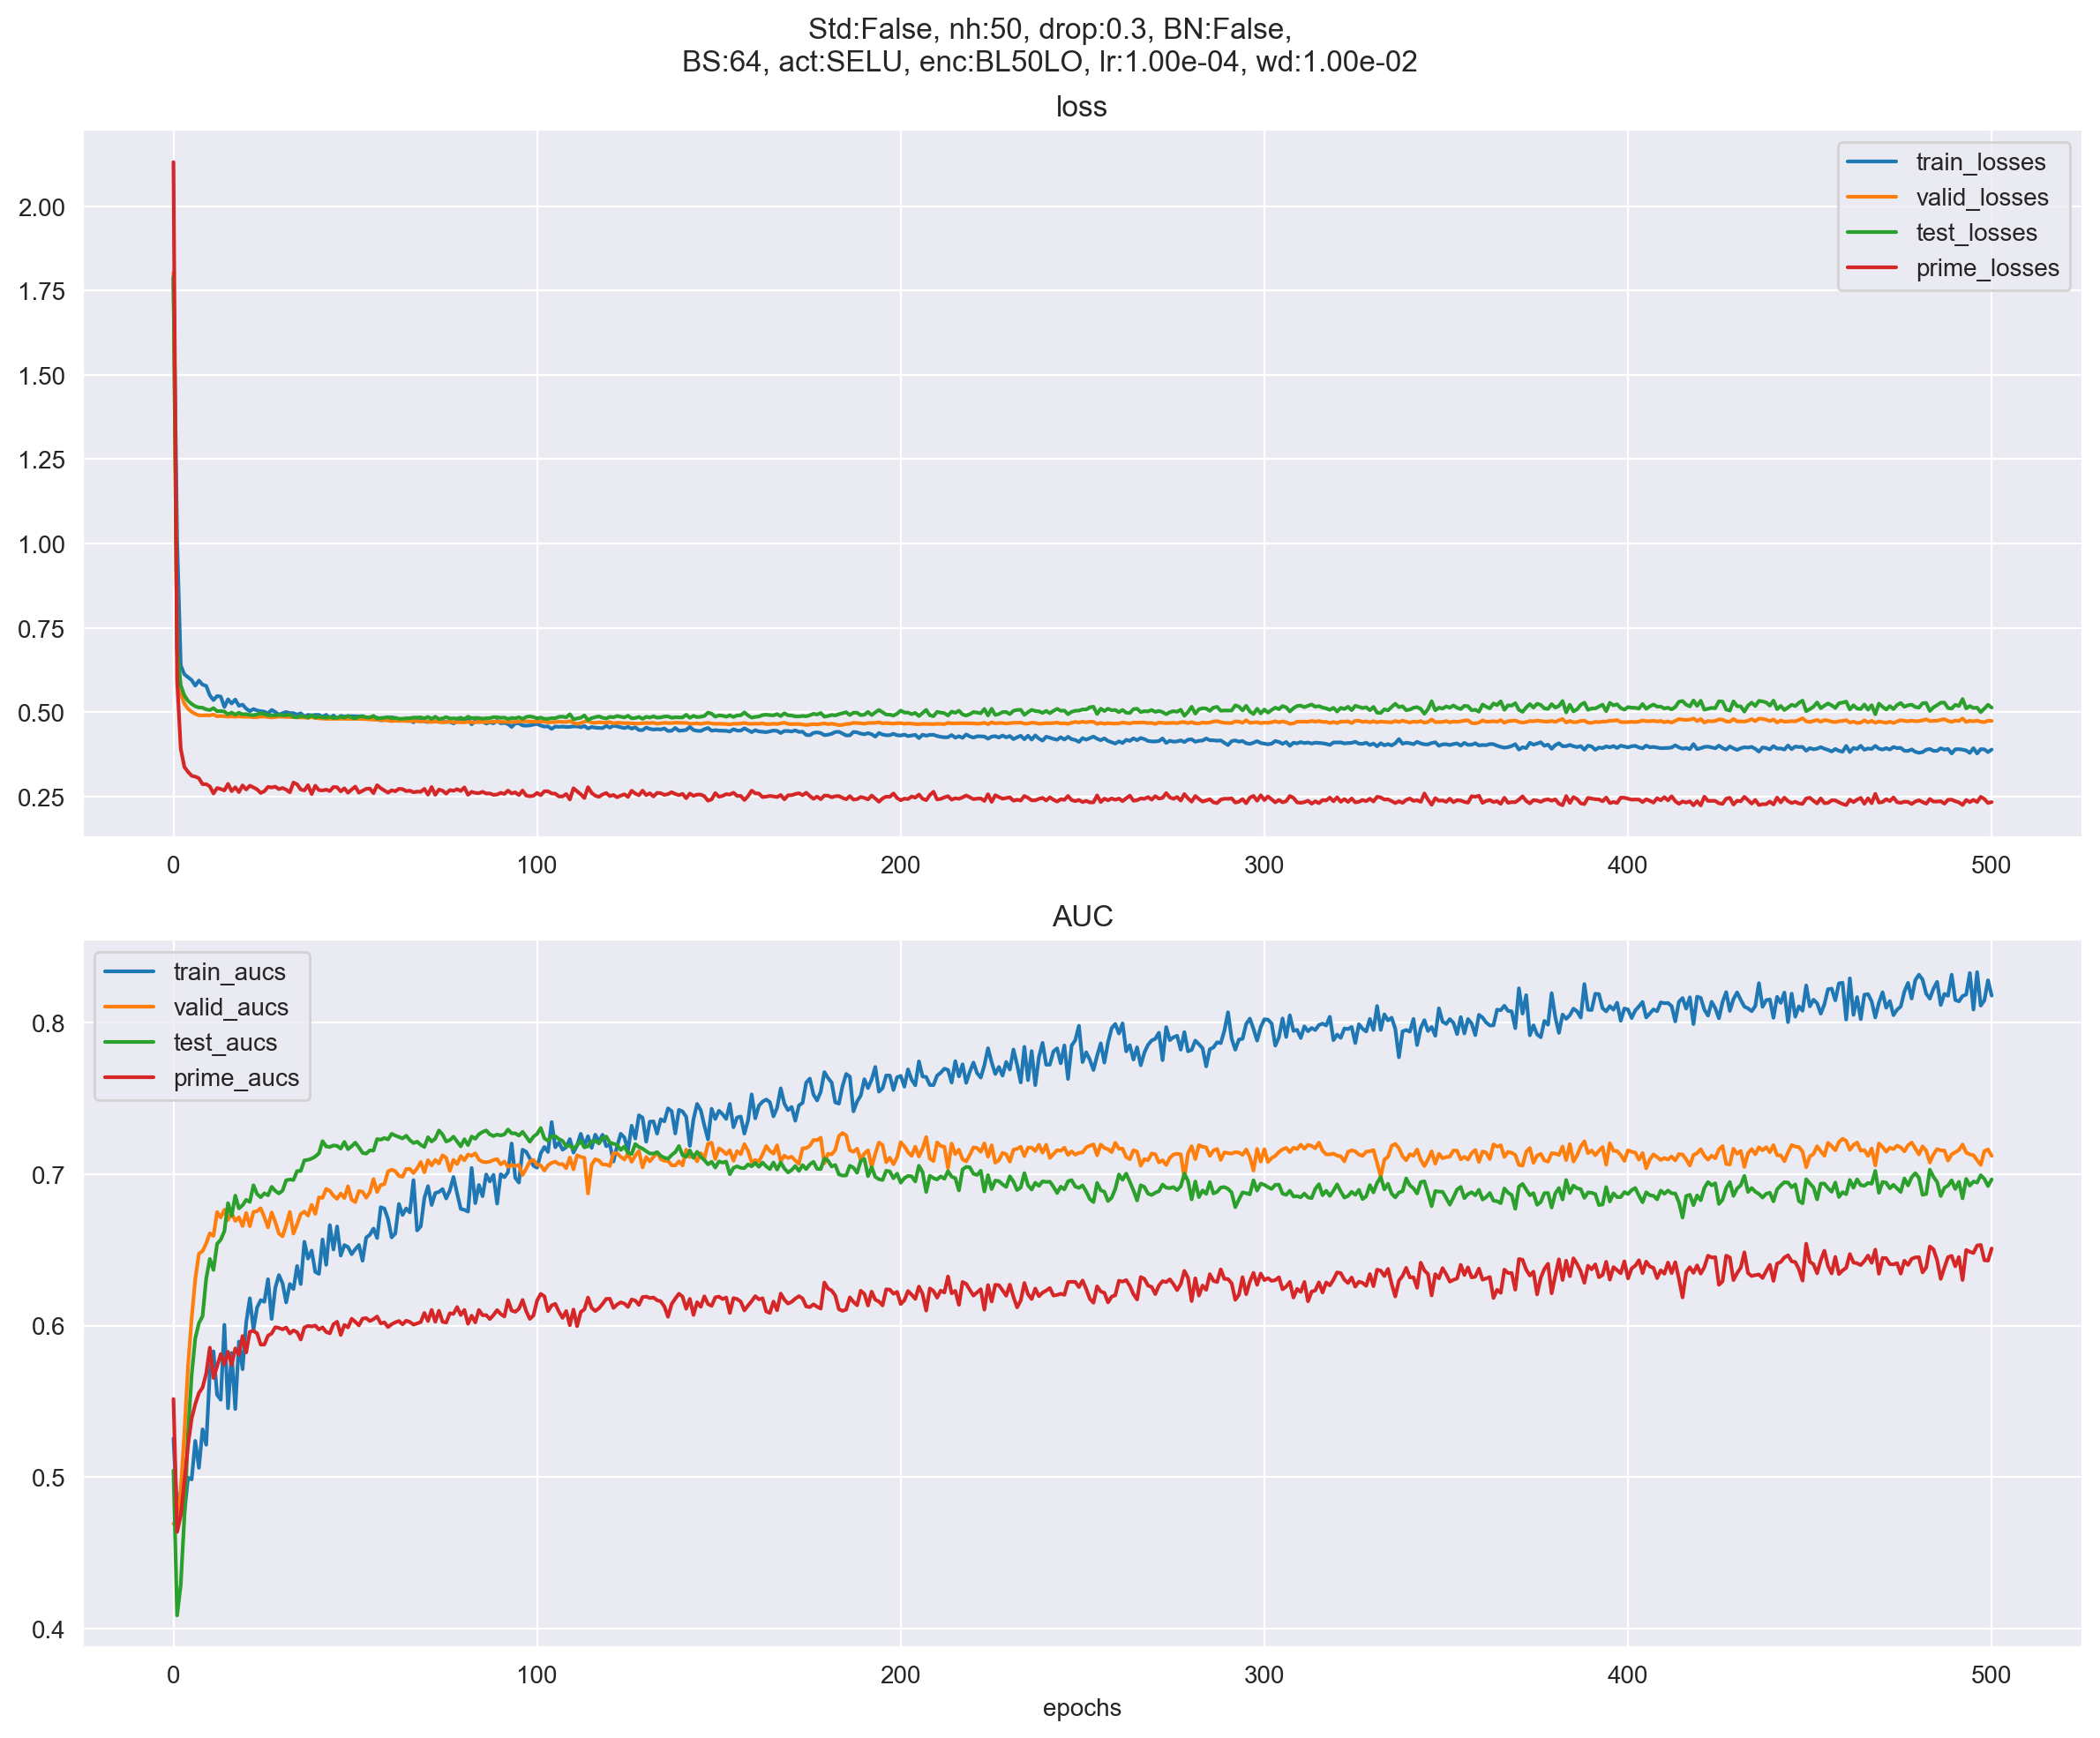 Std:False, nh:50, drop:0.3, BN:False,
BS:64, act:SELU, enc:BL50LO, lr:1.00e-04, wd:1.00e-02
loss
2.00
1.75
1.50
1.25
1.00
0.75
0.50
0.25
train_losses
valid_losses
test_losses
prime_losses
0 100 200 300 400 500
AUC
train_aucs
valid_aucs
test_aucs
prime_aucs
0.8
0.7
0.6
0.5
0.4
0 100 200 300 400 500
epochs